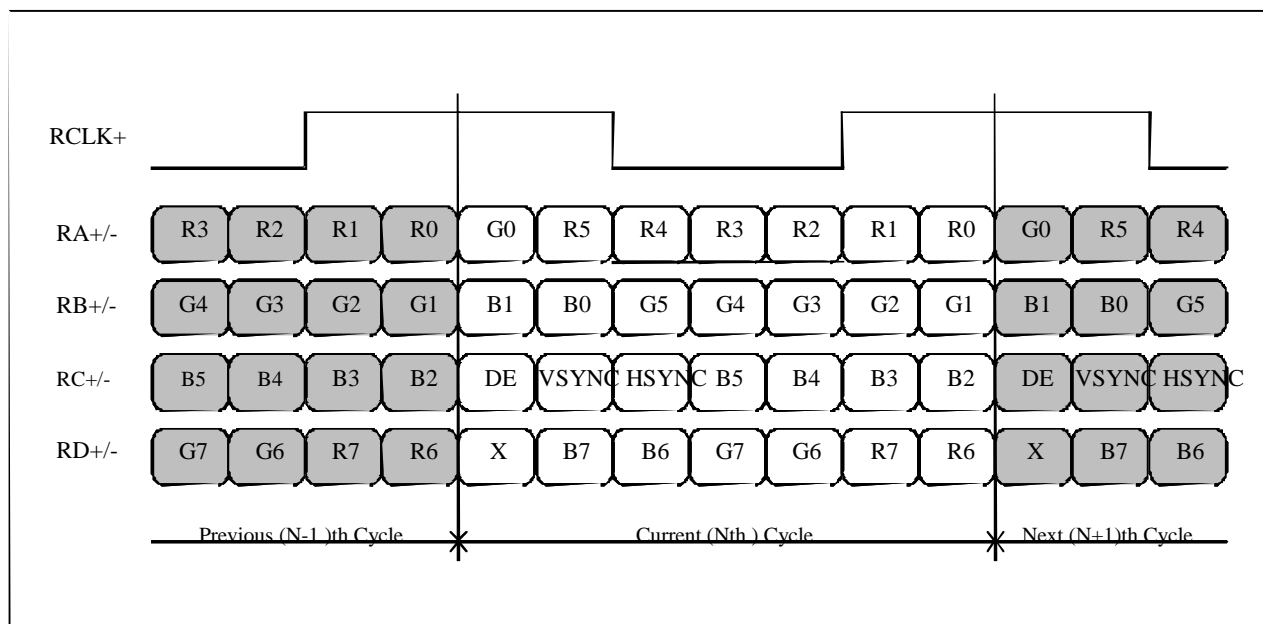 RCLK+
RA+/- R3 R2 R1 R0 G0 R5 R4 R3 R2 R1 R0 G0 R5 R4
RB+/- G4 G3 G2 G1 B1 B0 G5 G4 G3 G2 G1 B1 B0 G5
RC+/- B5 B4 B3 B2 DE VSYNC HSYNC B5 B4 B3 B2 DE VSYNC HSYNC
RD+/- G7 G6 R7 R6 X B7 B6 G7 G6 R7 R6 X B7 B6
Previous (N-1 )th Cycle Current (Nth ) Cycle Next (N+1)th Cycle